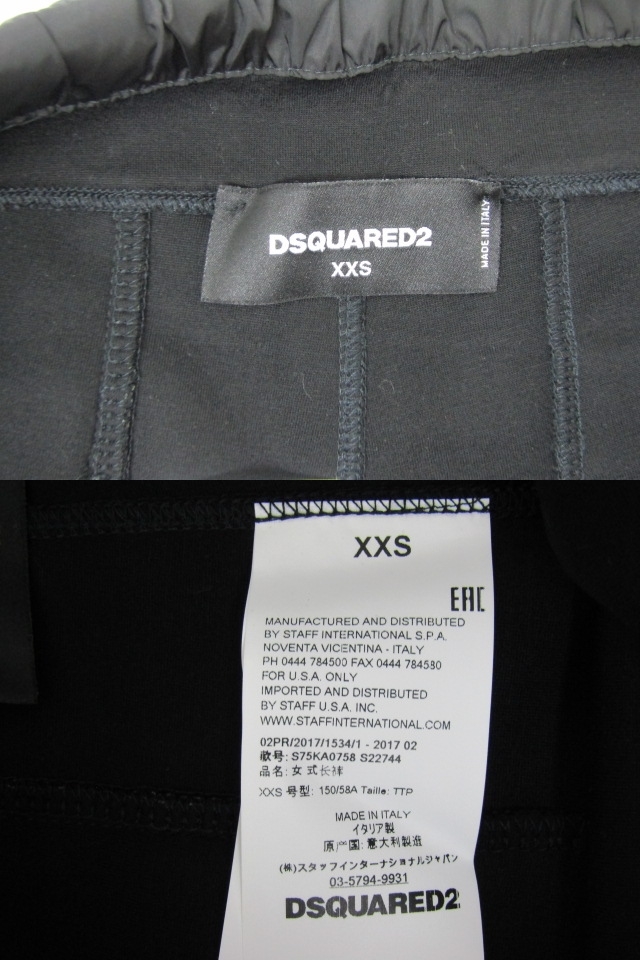 DSQUARED2
XXS
MADE IN ITALY
XXS
EAC
MANUFACTURED AND DISTRIBUTED
BY STAFF INTERNATIONAL S.P.A.
NOVENTA VICENTINA - ITALY
PH 0444 784500 FAX 0444 784580
FOR U.S.A. ONLY
IMPORTED AND DISTRIBUTED
BY STAFF U.S.A. INC.
WWW.STAFFINTERNATIONAL.COM
02PR/2017/1534/1 - 2017 02
款号: S75KA0758 S22744
品名: 女式长裤
XXS 号型: 150/58A Taille: TTP
MADE IN ITALY
イタリア製
原产国: 意大利製造
(株)スタッフインターナショナルジャパン
03-5794-9931
DSQUARED2